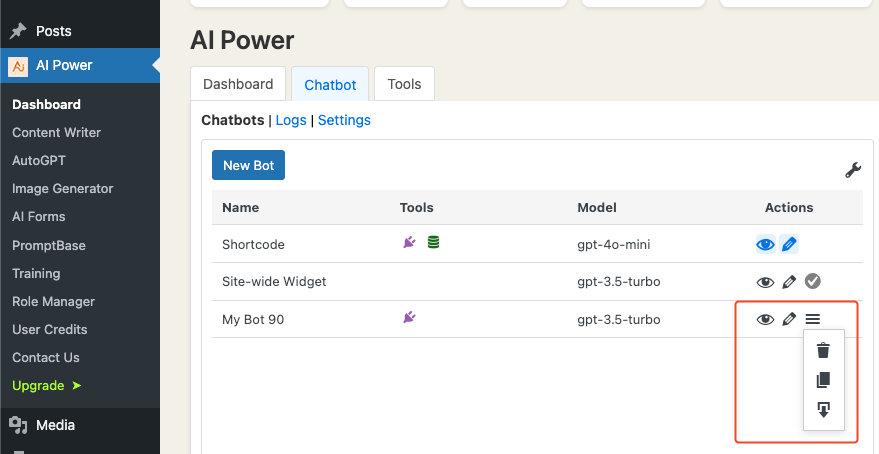 Posts
AI Power
Dashboard
Content Writer
AutoGPT
Image Generator
AI Forms
PromptBase
Training
Role Manager
User Credits
Contact Us
Upgrade ➤
Media
AI Power
Dashboard Chatbot Tools
Chatbots | Logs | Settings
New Bot
Name Tools Model Actions
Shortcode gpt-4o-mini
Site-wide Widget gpt-3.5-turbo
My Bot 90 gpt-3.5-turbo